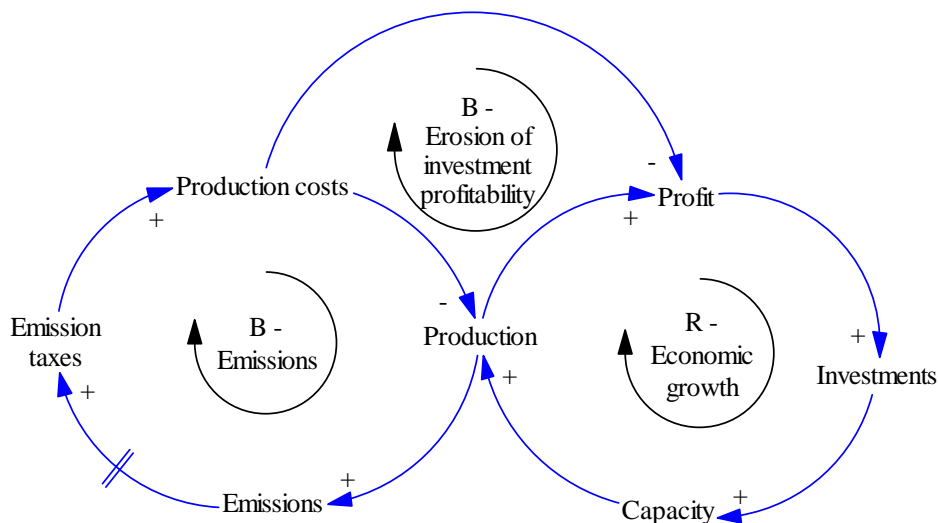 B -
Erosion of
investment
profitability
-
Production costs
Profit
+
+
-
Emission
taxes
B -
Emissions
Production
R -
Economic
growth
+
Investments
+
+
+
Emissions
+
Capacity